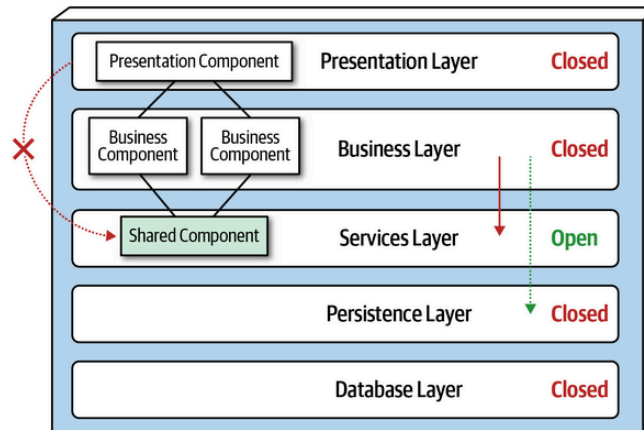 Presentation Component
Presentation Layer
Closed
Business
Component
Business
Component
Business Layer
Closed
Shared Component
Services Layer
Open
Persistence Layer
Closed
Database Layer
Closed